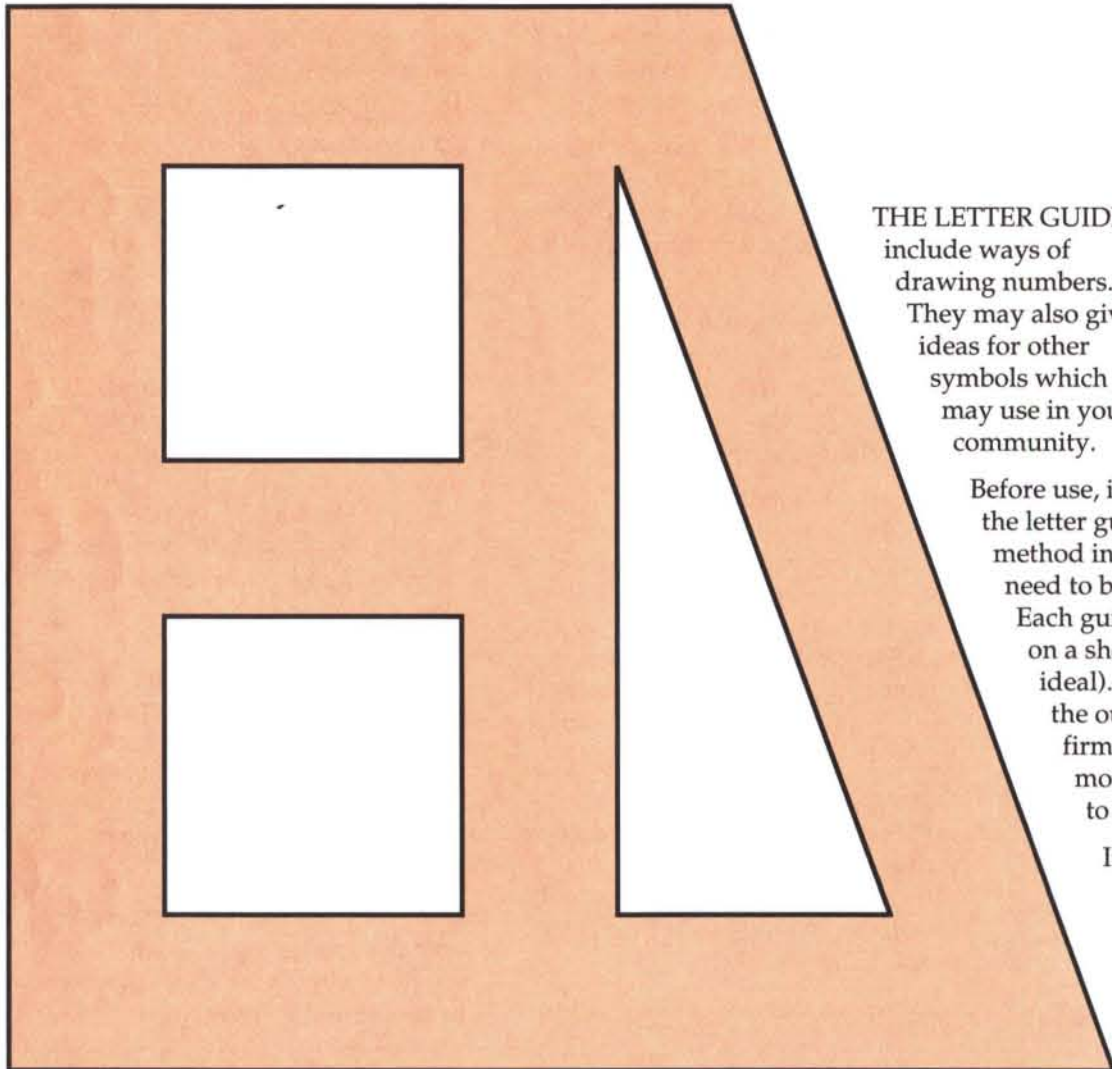 THE LETTER GUID
include ways of
drawing numbers.
They may also giv
ideas for other
symbols which
may use in you
community.
Before use, i
the letter gu
method in
need to b
Each gui
on a sh
ideal).
the ou
firm
mo
to
I